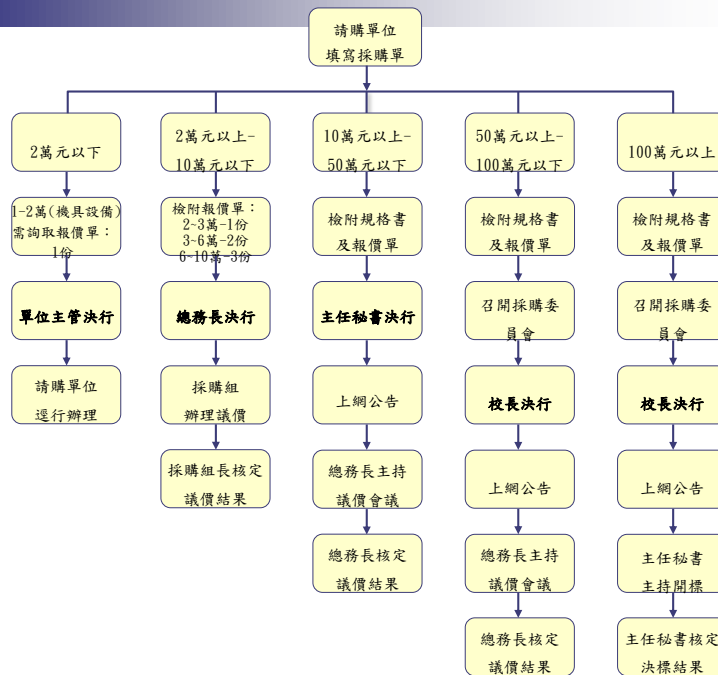 請購單位
填寫採購單
2萬元以下
1-2萬(機具設備)
需詢取報價單：
1份
單位主管決行
請購單位
逕行辦理
2萬元以上-
10萬元以下
檢附報價單：
2~3萬-1份
3~6萬-2份
6~10萬-3份
總務長決行
採購組
辦理議價
採購組長核定
議價結果
10萬元以上-
50萬元以下
檢附規格書
及報價單
主任秘書決行
上網公告
總務長主持
議價會議
總務長核定
議價結果
50萬元以上-
100萬元以下
檢附規格書
及報價單
召開採購委
員會
校長決行
上網公告
總務長主持
議價會議
總務長核定
議價結果
100萬元以上
檢附規格書
及報價單
召開採購委
員會
校長決行
上網公告
主任秘書
主持開標
主任秘書核定
決標結果